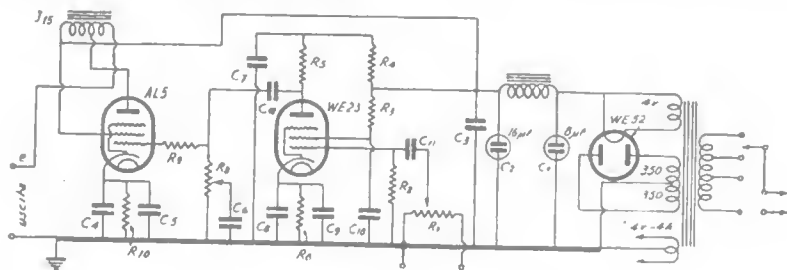 J15
AL5
R9
C4
C5
R10
e
uscita
C7
R5
R4
WE23
R3
C11
R8
C6
C8
C9
R6
C10
R2
R1
C3
16μF
C2
8μF
C1
WE52
4v
350
350
4v-4A